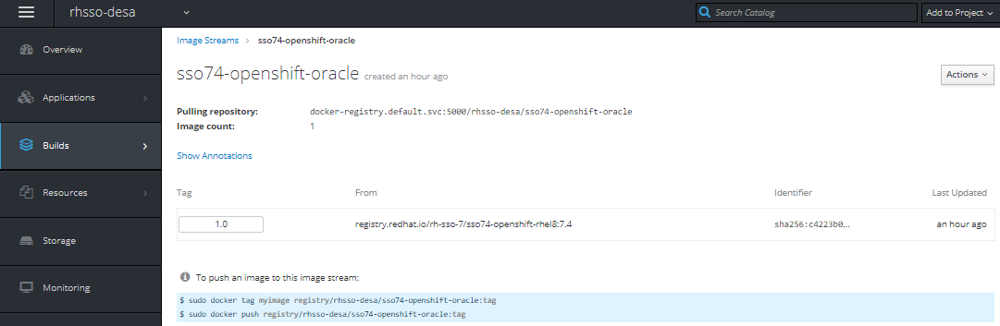 rhsso-desa
Search Catalog
Add to Project
Overview
Applications
Builds
Resources
Storage
Monitoring
Image Streams › sso74-openshift-oracle
sso74-openshift-oracle created an hour ago
Actions
Pulling repository: docker-registry.default.svc:5000/rhsso-desa/sso74-openshift-oracle
Image count: 1
Show Annotations
Tag From Identifier Last Updated
1.0 registry.redhat.io/rh-sso-7/sso74-openshift-rhel8:7.4 sha256:c4223b0… an hour ago
To push an image to this image stream:
$ sudo docker tag myimage registry/rhsso-desa/sso74-openshift-oracle:tag
$ sudo docker push registry/rhsso-desa/sso74-openshift-oracle:tag